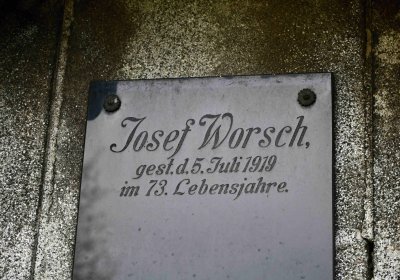 Josef Worsch,
gest. d. 5. Juli 1919
im 73. Lebensjahre.